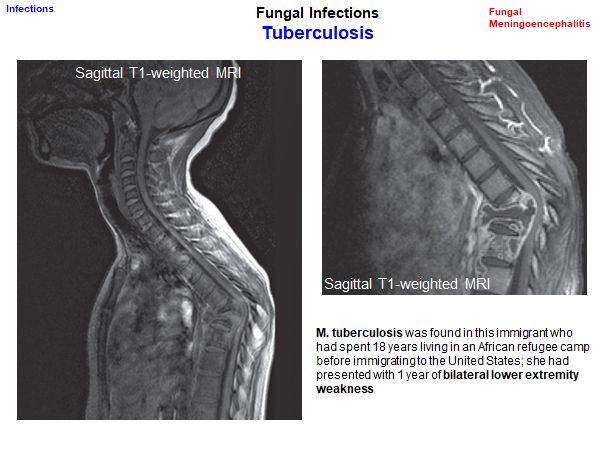 Infections
Fungal Infections
Tuberculosis
Fungal
Meningoencephalitis
Sagittal T1-weighted MRI
Sagittal T1-weighted MRI
M. tuberculosis was found in this immigrant who
had spent 18 years living in an African refugee camp
before immigrating to the United States; she had
presented with 1 year of bilateral lower extremity
weakness